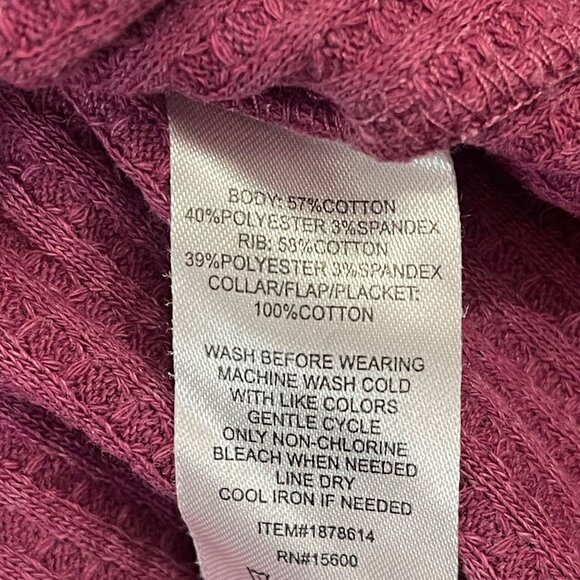 BODY: 57%COTTON
40%POLYESTER 3%SPANDEX
RIB: 58%COTTON
39%POLYESTER 3%SPANDEX
COLLAR/FLAP/PLACKET:
100%COTTON
WASH BEFORE WEARING
MACHINE WASH COLD
WITH LIKE COLORS
GENTLE CYCLE
ONLY NON-CHLORINE
BLEACH WHEN NEEDED
LINE DRY
COOL IRON IF NEEDED
ITEM#1878614
RN#15600